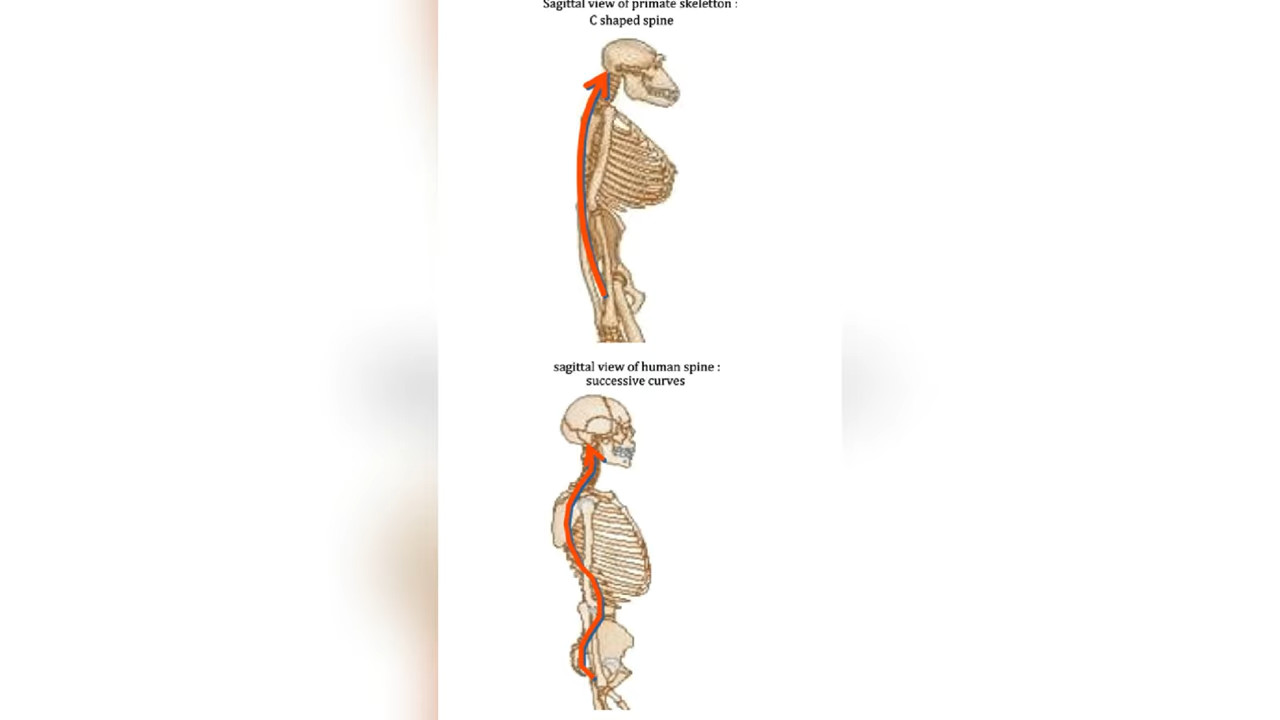 Sagittal view of primate skeletton :
C shaped spine
sagittal view of human spine :
successive curves